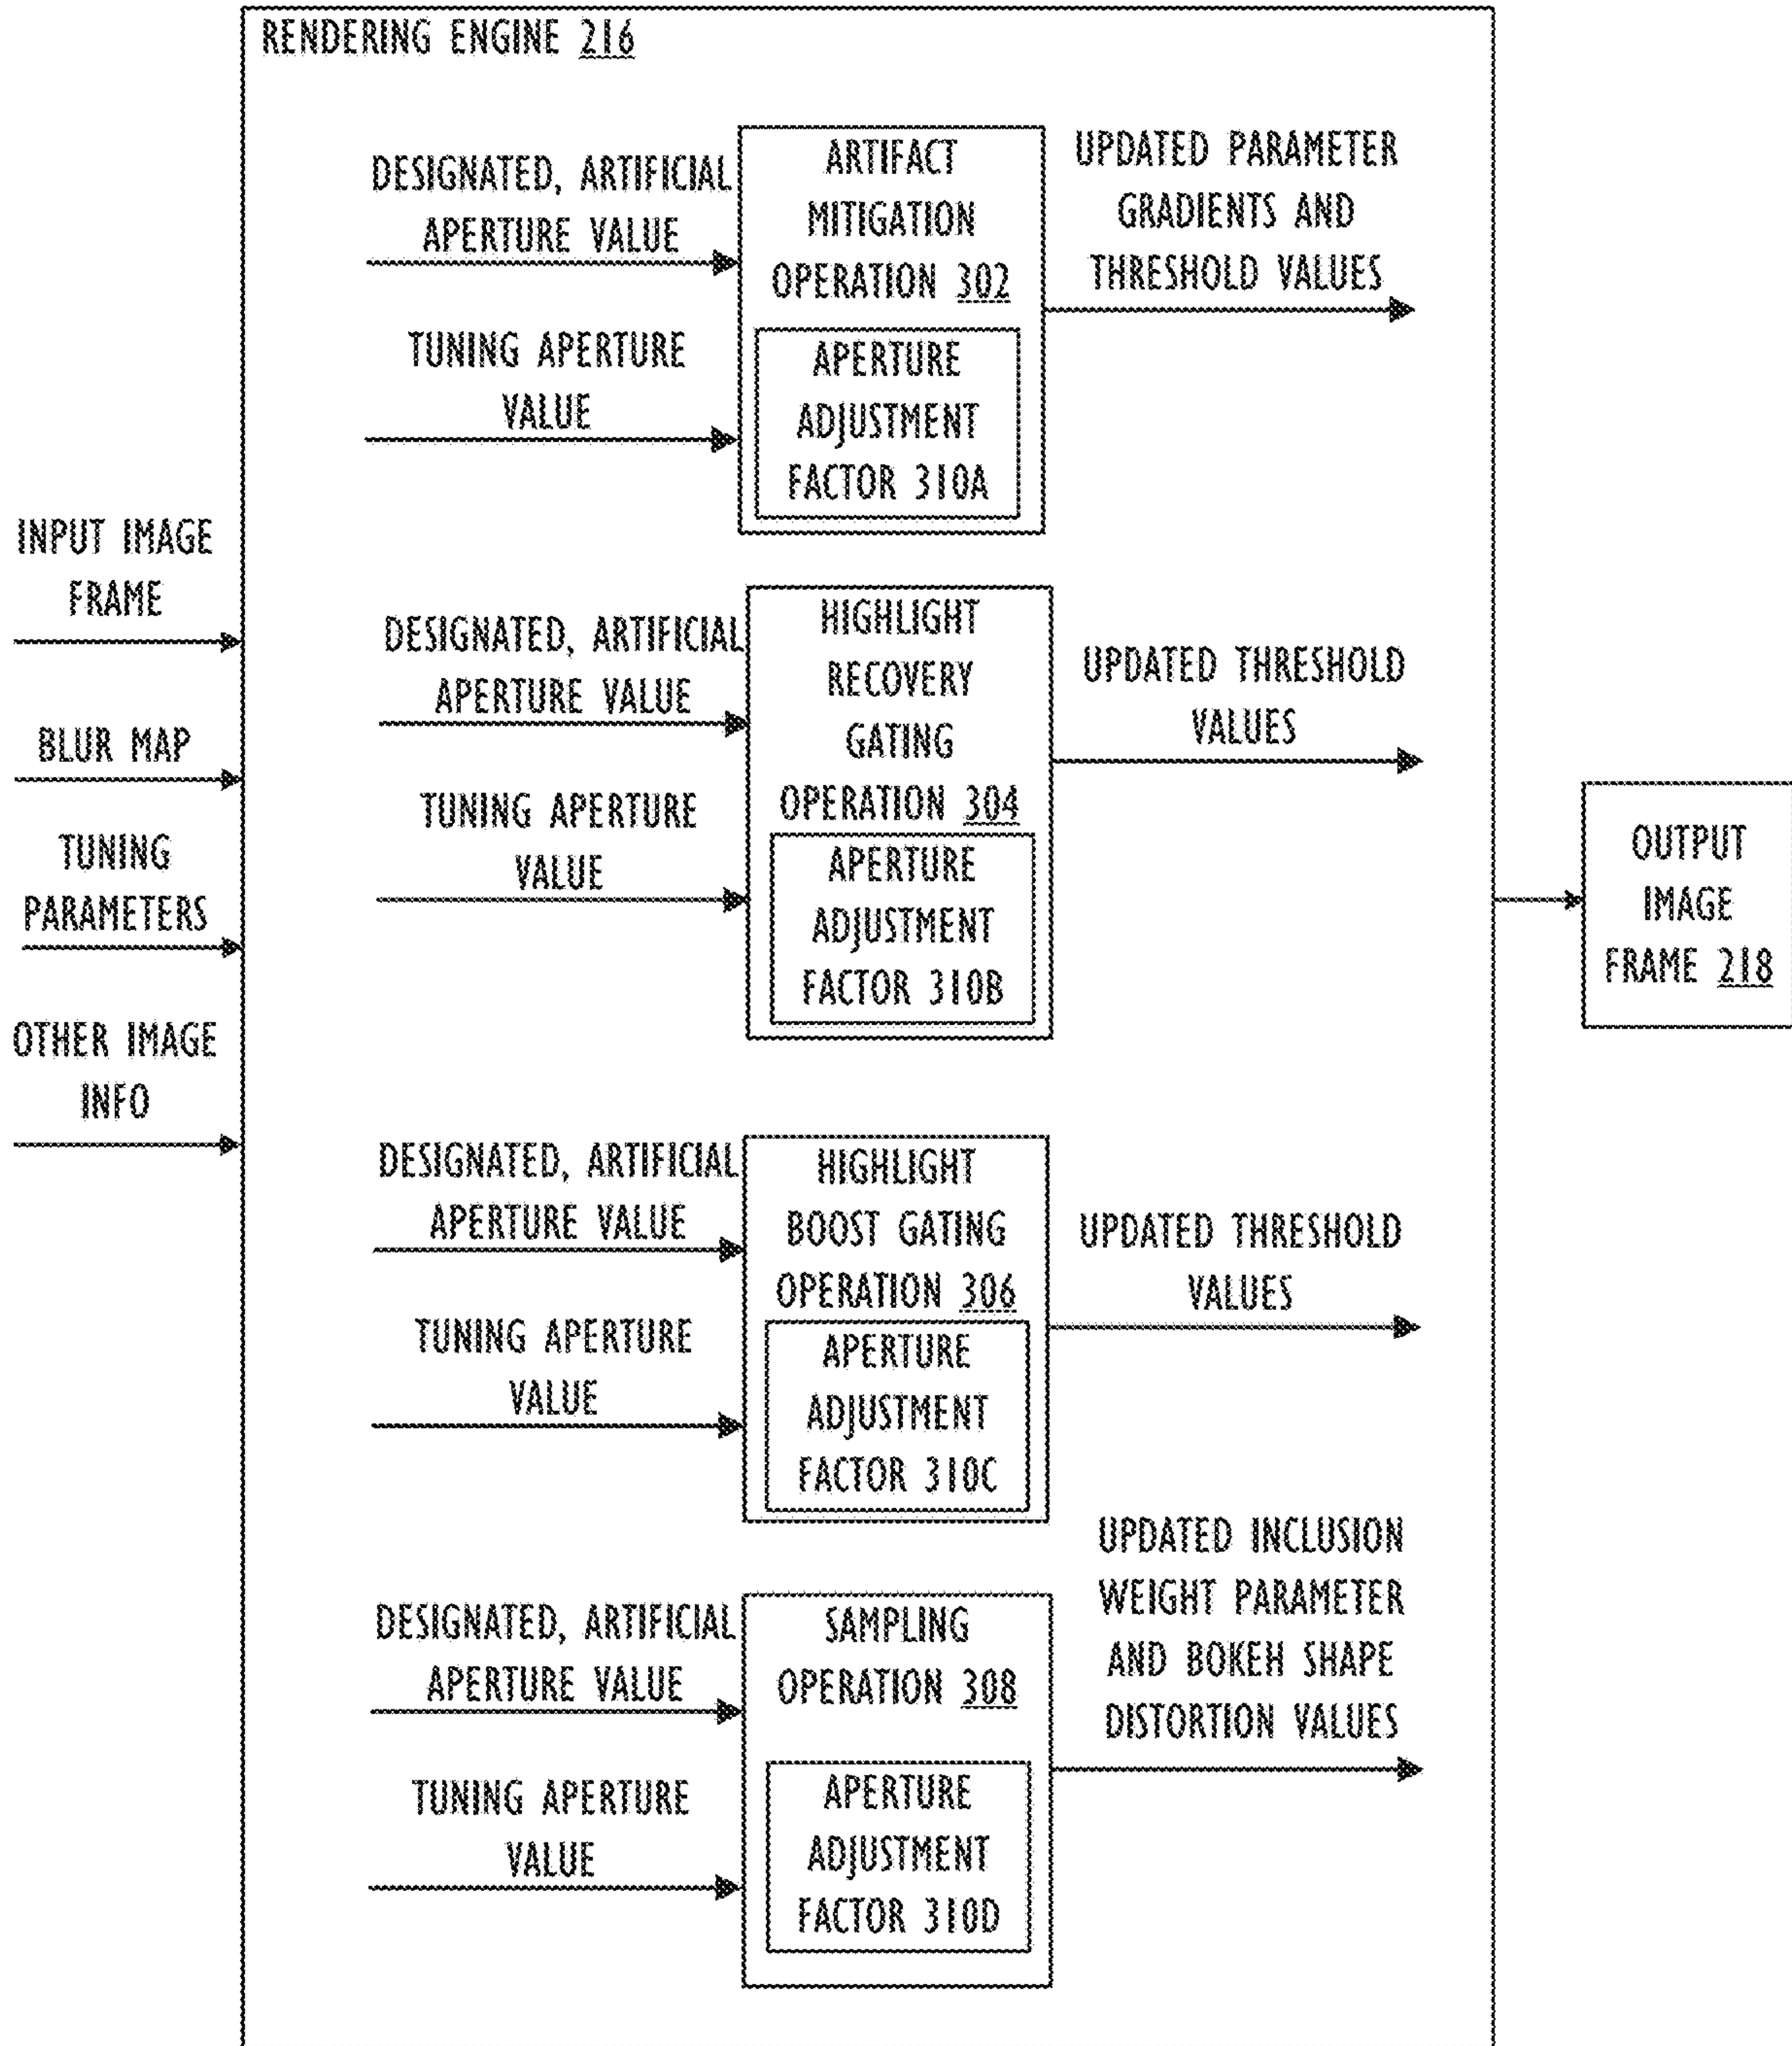 RENDERING ENGINE 216
INPUT IMAGE
FRAME
BLUR MAP
TUNING
PARAMETERS
OTHER IMAGE
INFO
DESIGNATED, ARTIFICIAL
APERTURE VALUE
TUNING APERTURE
VALUE
ARTIFACT
MITIGATION
OPERATION 302
APERTURE
ADJUSTMENT
FACTOR 310A
UPDATED PARAMETER
GRADIENTS AND
THRESHOLD VALUES
DESIGNATED, ARTIFICIAL
APERTURE VALUE
TUNING APERTURE
VALUE
HIGHLIGHT
RECOVERY
GATING
OPERATION 304
APERTURE
ADJUSTMENT
FACTOR 310B
UPDATED THRESHOLD
VALUES
DESIGNATED, ARTIFICIAL
APERTURE VALUE
TUNING APERTURE
VALUE
HIGHLIGHT
BOOST GATING
OPERATION 306
APERTURE
ADJUSTMENT
FACTOR 310C
UPDATED THRESHOLD
VALUES
DESIGNATED, ARTIFICIAL
APERTURE VALUE
TUNING APERTURE
VALUE
SAMPLING
OPERATION 308
APERTURE
ADJUSTMENT
FACTOR 310D
UPDATED INCLUSION
WEIGHT PARAMETER
AND BOKEH SHAPE
DISTORTION VALUES
OUTPUT
IMAGE
FRAME 218